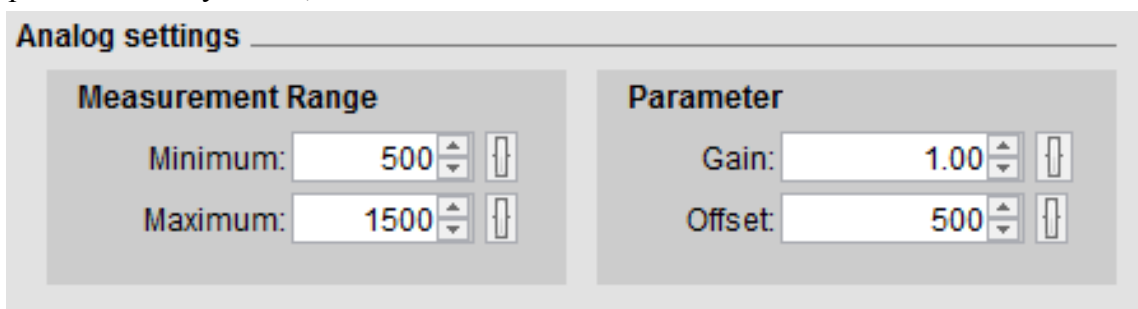 Analog settings
Measurement Range
Minimum: 500
Maximum: 1500
Parameter
Gain: 1.00
Offset: 500